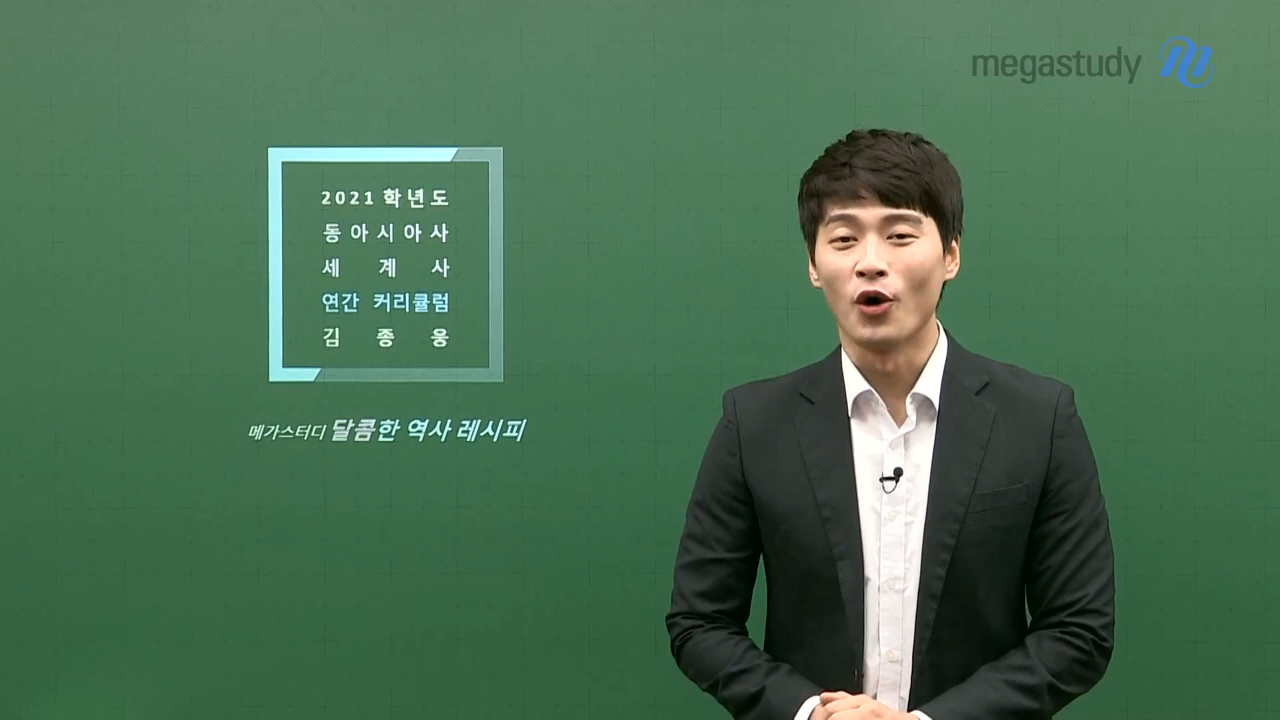 megastudy
2021 학년도
동아시아사
세계사
연간 커리큘럼
김종웅
메가스터디 달콤한 역사 레시피